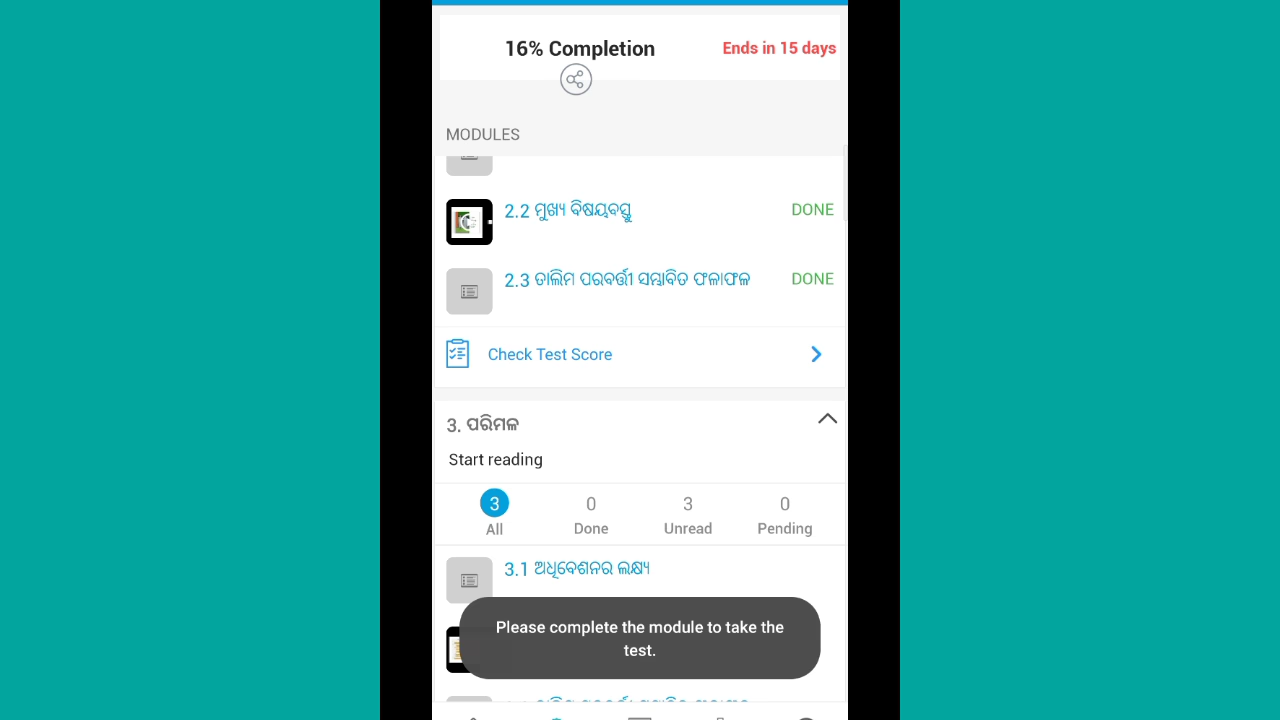 16% Completion
Ends in 15 days
MODULES
2.2 ମୁଖ୍ୟ ବିଷୟବସ୍ତୁ
DONE
2.3 ତାଲିମ ପରବର୍ତ୍ତୀ ସମ୍ଭାବିତ ଫଳାଫଳ
DONE
Check Test Score
3. ପରିମଳ
Start reading
3
All
0
Done
3
Unread
0
Pending
3.1 ଅଧିବେଶନର ଲକ୍ଷ୍ୟ
Please complete the module to take the
test.